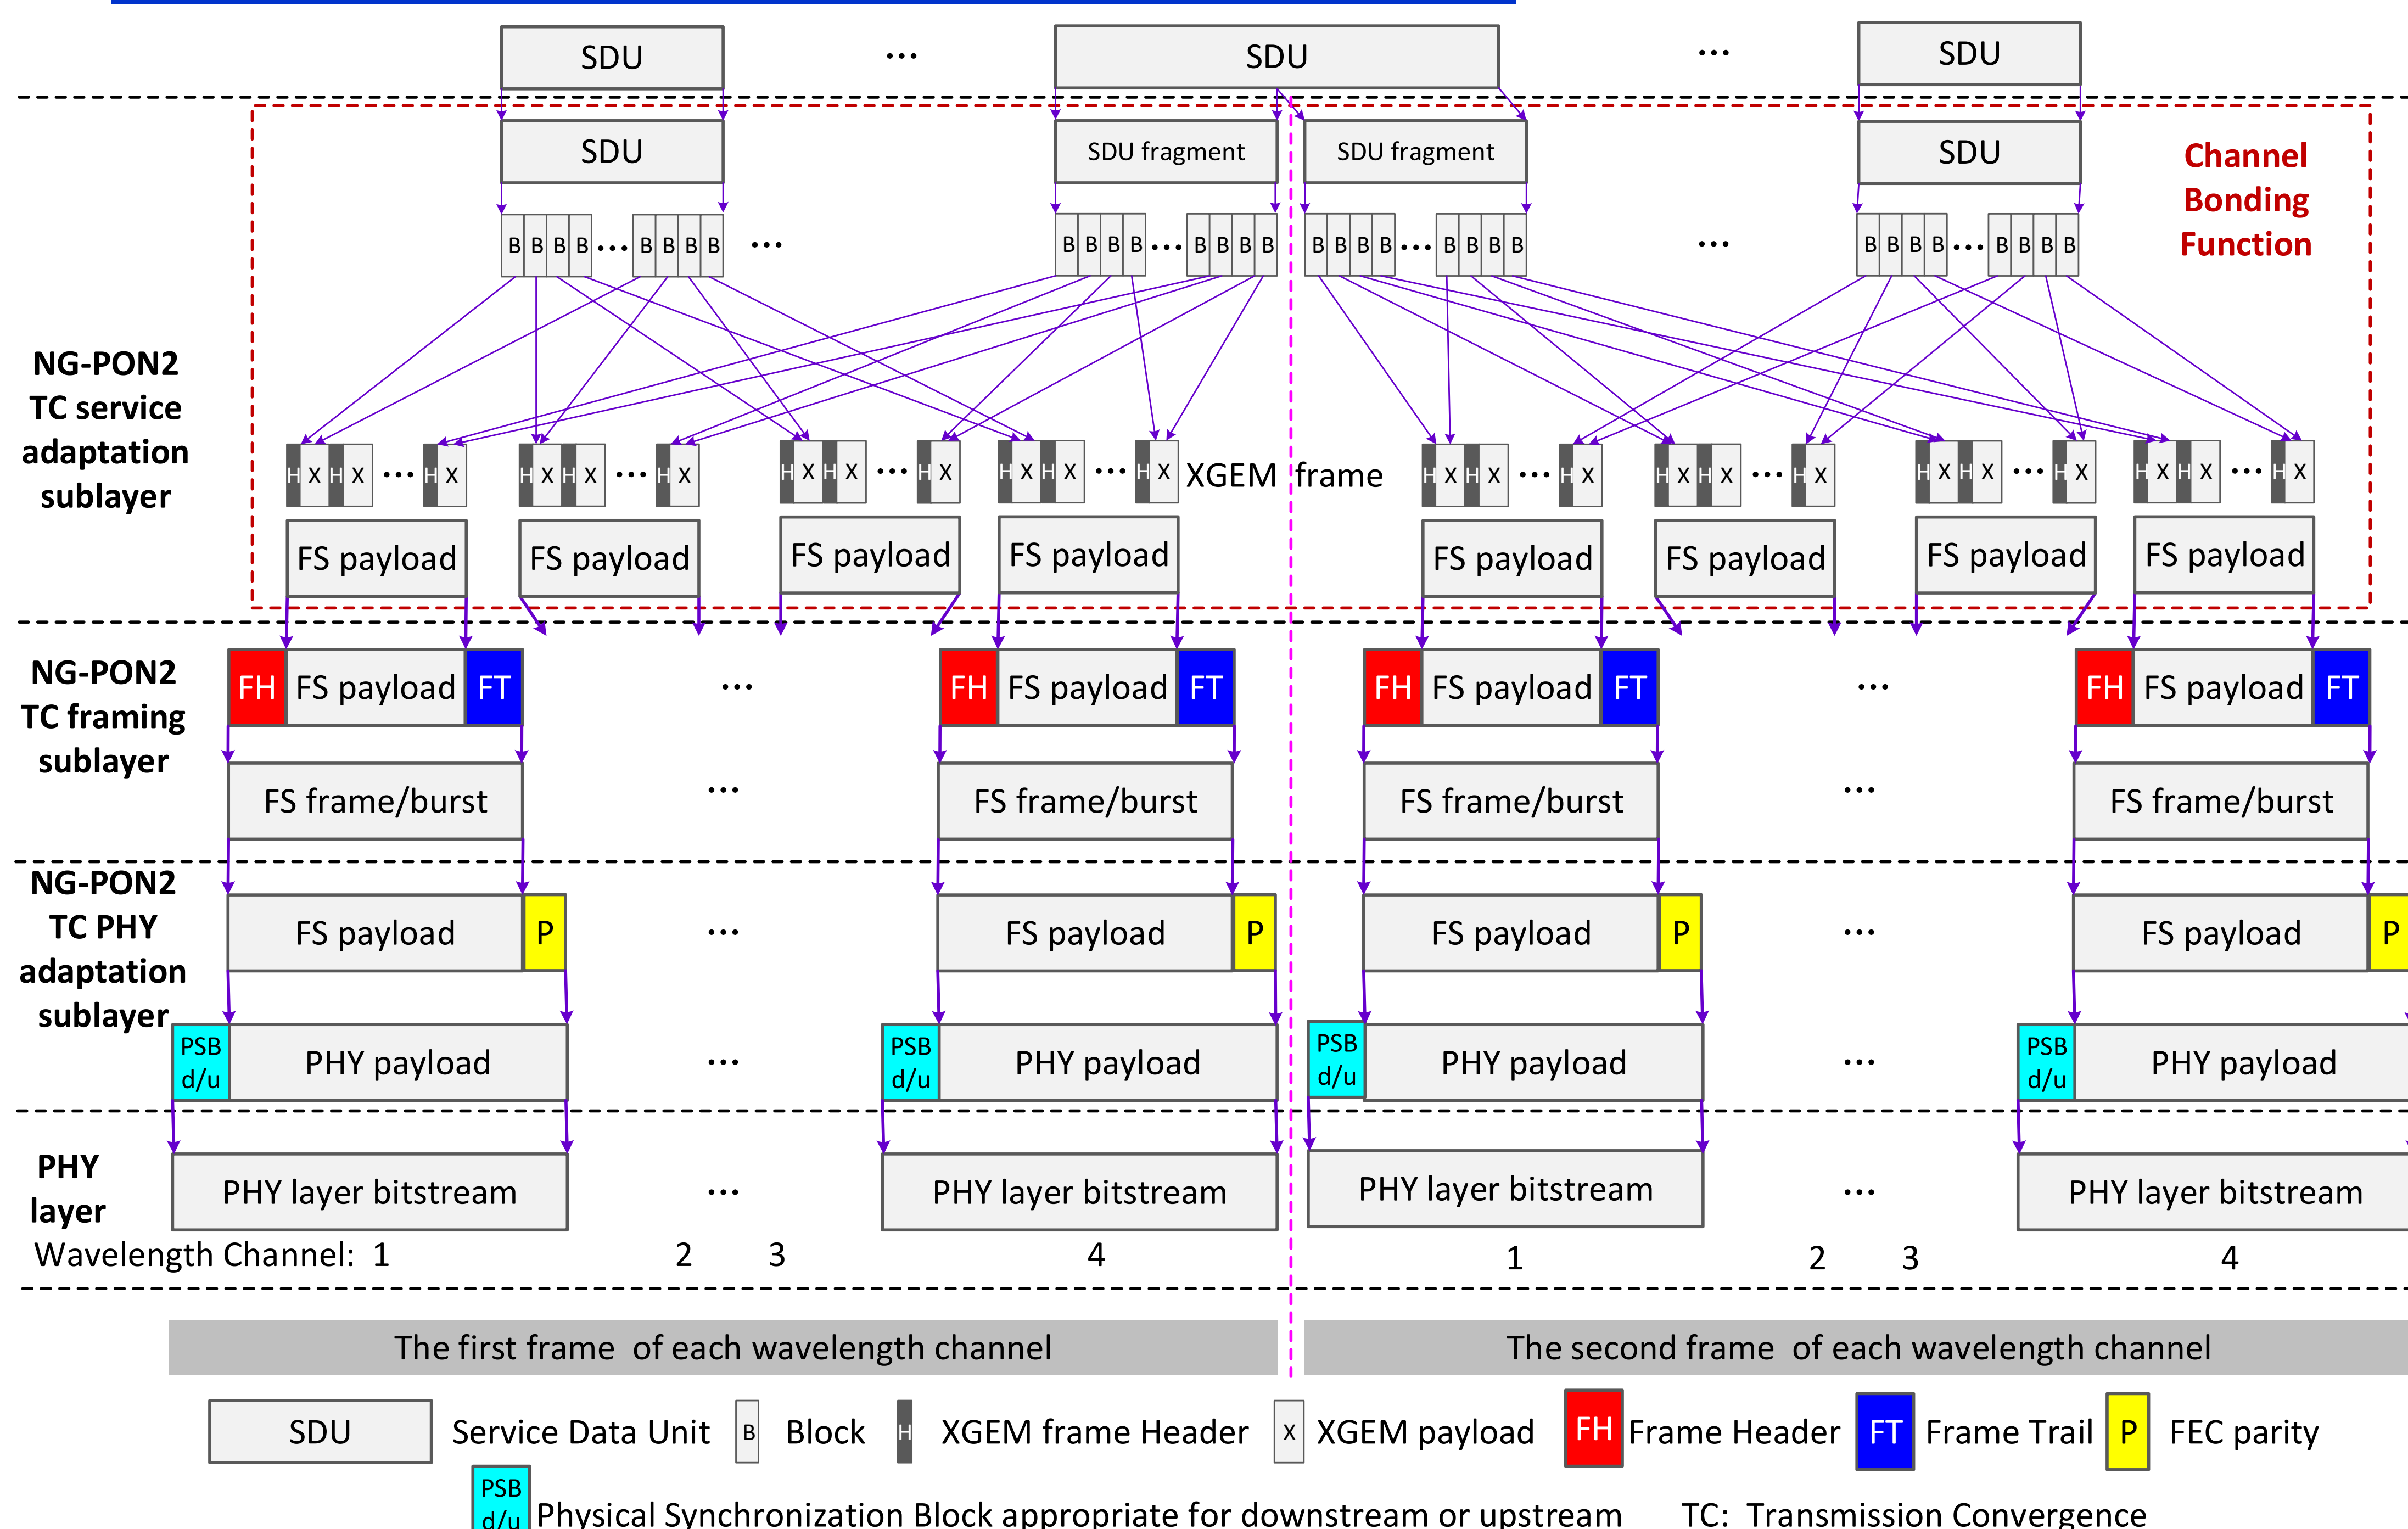 SDU ... SDU ... SDU
SDU SDU fragment SDU fragment SDU
Channel
Bonding
Function
B B B B ... B B B B ... B B B B ... B B B B B B B B ... B B B B ... B B B B ... B B B B
NG-PON2
TC service
adaptation
sublayer
H X H X ... H X H X H X ... H X H X H X ... H X H X H X ... H X XGEM frame H X H X ... H X H X H X ... H X H X H X ... H X H X H X ... H X
FS payload FS payload FS payload FS payload FS payload FS payload FS payload FS payload
NG-PON2
TC framing
sublayer
FH FS payload FT ... FH FS payload FT FH FS payload FT ... FH FS payload FT
FS frame/burst ... FS frame/burst FS frame/burst ... FS frame/burst
NG-PON2
TC PHY
adaptation
sublayer
FS payload P ... FS payload P FS payload P ... FS payload P
PSB d/u PHY payload ... PSB d/u PHY payload PSB d/u PHY payload ... PSB d/u PHY payload
PHY
layer
PHY layer bitstream ... PHY layer bitstream PHY layer bitstream ... PHY layer bitstream
Wavelength Channel: 1 2 3 4 1 2 3 4
The first frame of each wavelength channel
The second frame of each wavelength channel
SDU Service Data Unit B Block H XGEM frame Header X XGEM payload FH Frame Header FT Frame Trail P FEC parity
PSB d/u Physical Synchronization Block appropriate for downstream or upstream TC: Transmission Convergence